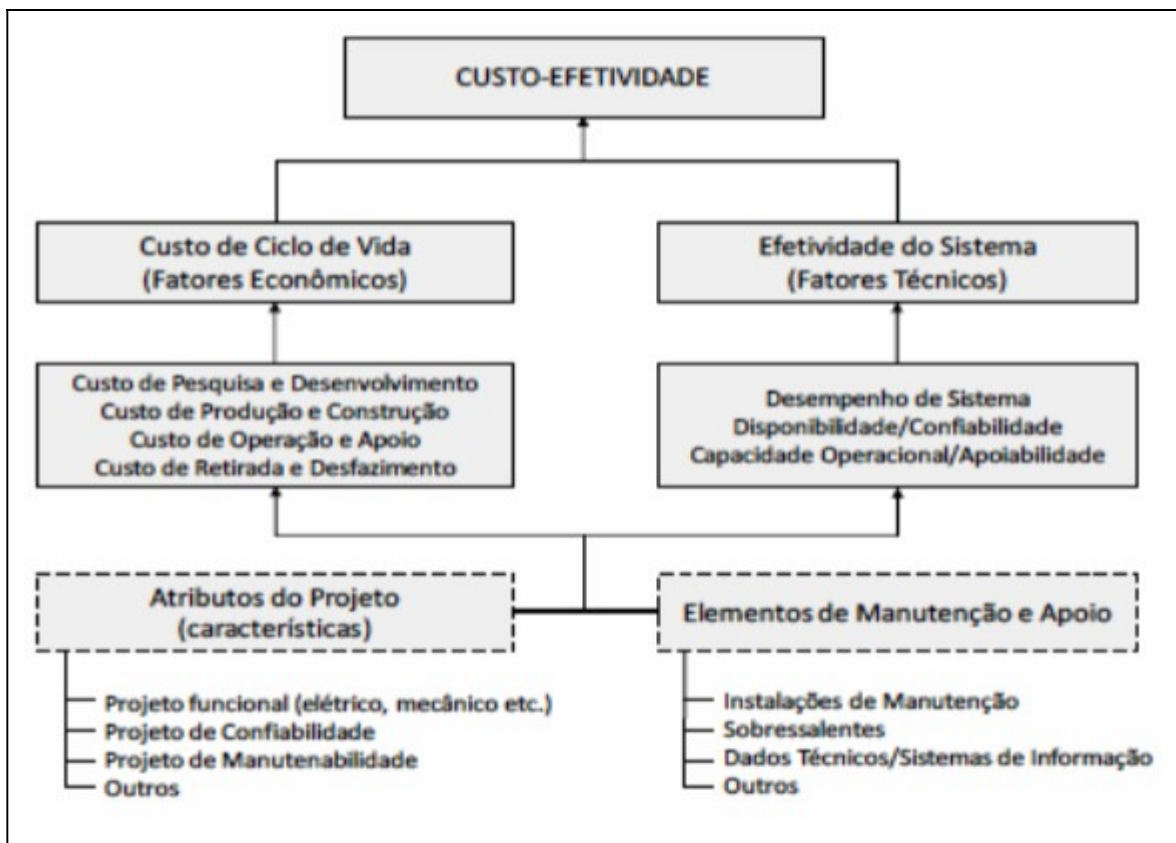 CUSTO-EFETIVIDADE
Custo de Ciclo de Vida
(Fatores Econômicos)
Efetividade do Sistema
(Fatores Técnicos)
Custo de Pesquisa e Desenvolvimento
Custo de Produção e Construção
Custo de Operação e Apoio
Custo de Retirada e Desfazimento
Desempenho de Sistema
Disponibilidade/Confiabilidade
Capacidade Operacional/Apoiabilidade
Atributos do Projeto
(características)
Elementos de Manutenção e Apoio
Projeto funcional (elétrico, mecânico etc.)
Projeto de Confiabilidade
Projeto de Manutenabilidade
Outros
Instalações de Manutenção
Sobressalentes
Dados Técnicos/Sistemas de Informação
Outros